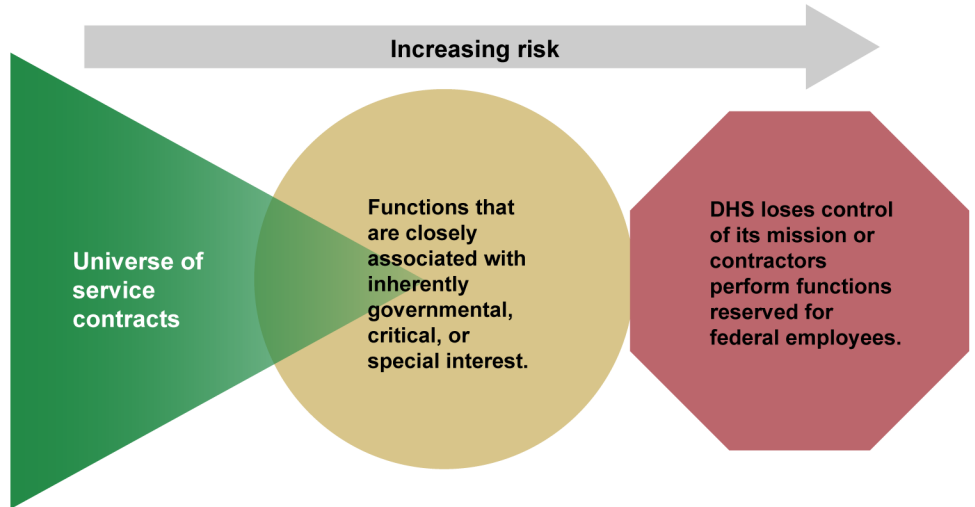 Increasing risk
Universe of
service
contracts
Functions that
are closely
associated with
inherently
governmental,
critical, or
special interest.
DHS loses control
of its mission or
contractors
perform functions
reserved for
federal employees.